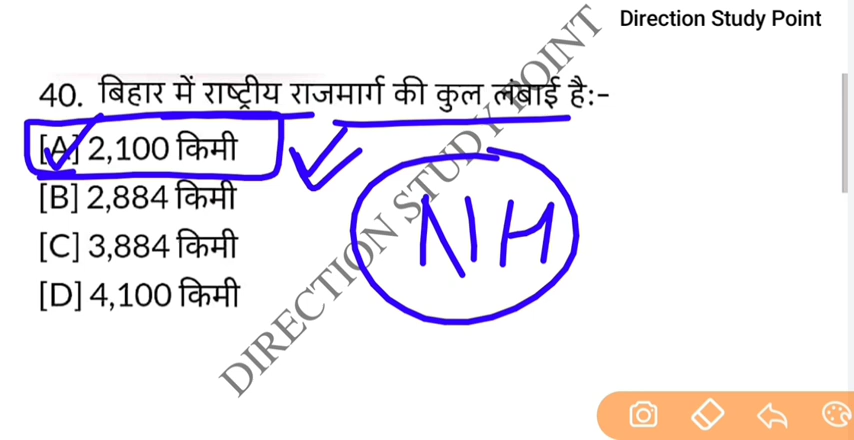 Direction Study Point
40. बिहार में राष्ट्रीय राजमार्ग की कुल लंबाई है:-
[A] 2,100 किमी
[B] 2,884 किमी
[C] 3,884 किमी
[D] 4,100 किमी
NH
DIRECTION STUDY POINT